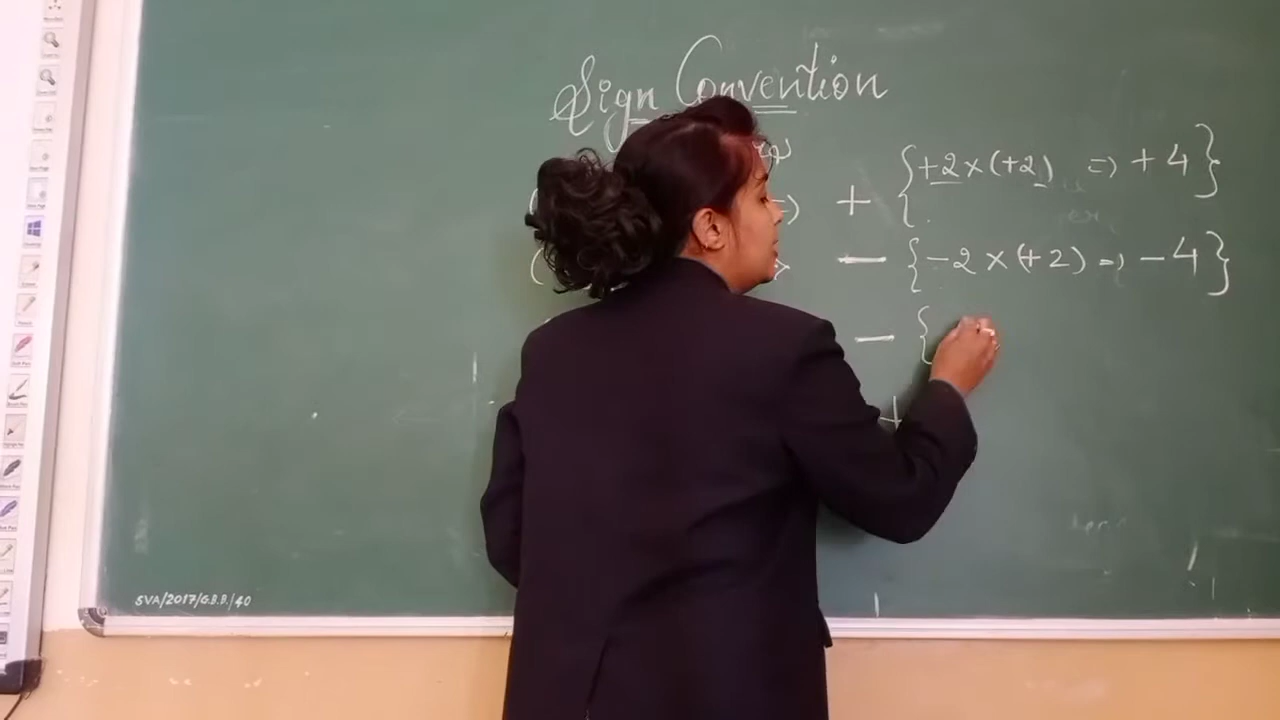 Sign Convention
( ⇒ + {+2×(+2) ⇒ +4}
( ⇒ − {−2×(+2) ⇒ −4}
− {
+
SVA/2017/G.B.B./40